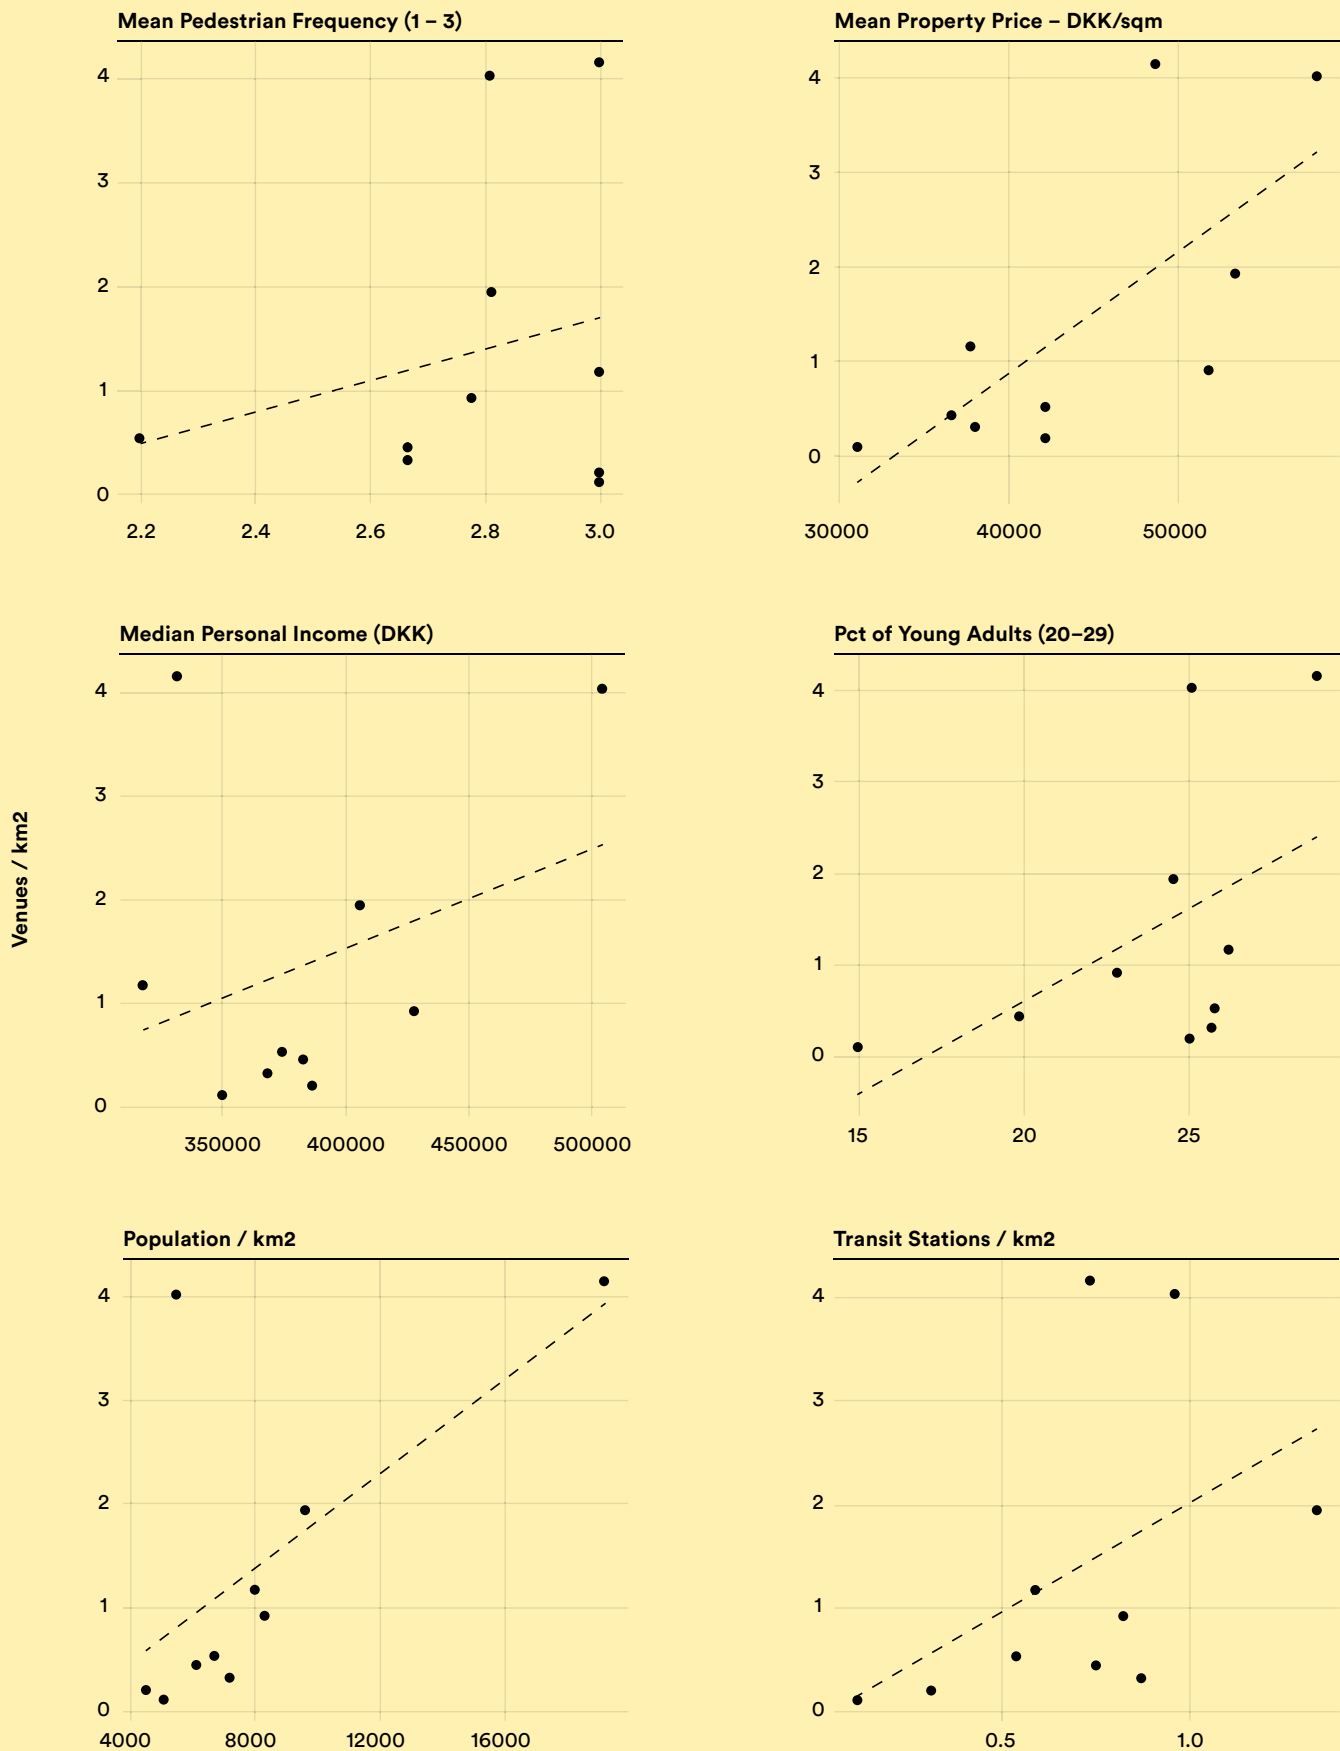 Mean Pedestrian Frequency (1 – 3)
4
3
2
1
0
2.2 2.4 2.6 2.8 3.0
Mean Property Price – DKK/sqm
4
3
2
1
0
30000 40000 50000
Venues / km2
Median Personal Income (DKK)
4
3
2
1
0
350000 400000 450000 500000
Pct of Young Adults (20–29)
4
3
2
1
0
15 20 25
Population / km2
4
3
2
1
0
4000 8000 12000 16000
Transit Stations / km2
4
3
2
1
0
0.5 1.0